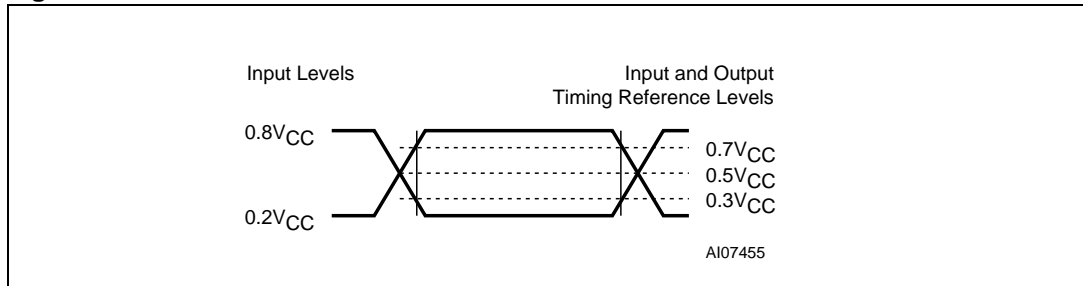 Input Levels
Input and Output
Timing Reference Levels
0.8VCC
0.7VCC
0.5VCC
0.3VCC
0.2VCC
AI07455